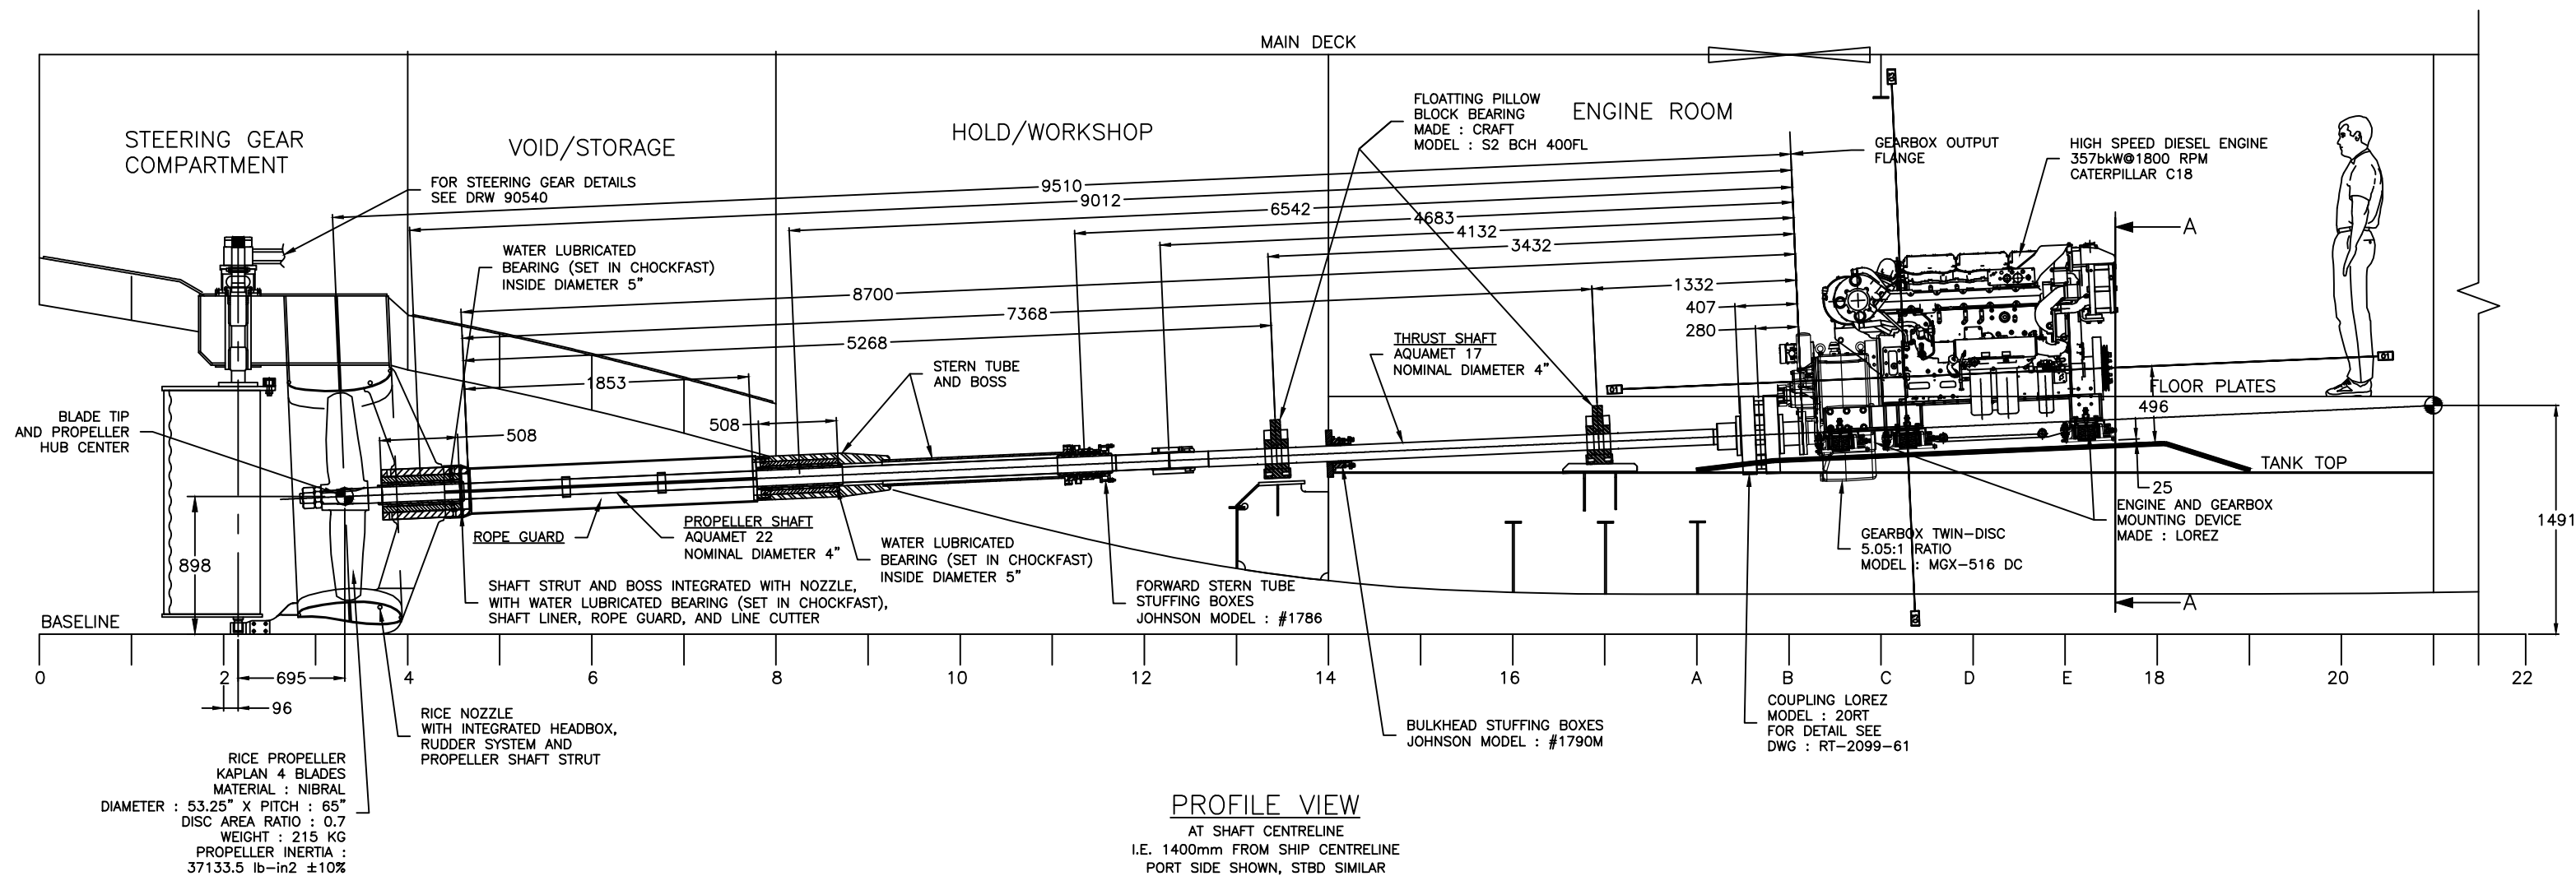 MAIN DECK
STEERING GEAR
COMPARTMENT
VOID/STORAGE
HOLD/WORKSHOP
ENGINE ROOM
FLOATTING PILLOW
BLOCK BEARING
MADE : CRAFT
MODEL : S2 BCH 400FL
GEARBOX OUTPUT
FLANGE
HIGH SPEED DIESEL ENGINE
357bkW@1800 RPM
CATERPILLAR C18
FOR STEERING GEAR DETAILS
SEE DRW 90540
9510
9012
6542
4683
4132
3432
A
WATER LUBRICATED
BEARING (SET IN CHOCKFAST)
INSIDE DIAMETER 5"
8700
7368
5268
1332
407
280
THRUST SHAFT
AQUAMET 17
NOMINAL DIAMETER 4"
STERN TUBE
AND BOSS
1853
508
508
FLOOR PLATES
496
BLADE TIP
AND PROPELLER
HUB CENTER
TANK TOP
25
ENGINE AND GEARBOX
MOUNTING DEVICE
MADE : LOREZ
1491
ROPE GUARD
PROPELLER SHAFT
AQUAMET 22
NOMINAL DIAMETER 4"
WATER LUBRICATED
BEARING (SET IN CHOCKFAST)
INSIDE DIAMETER 5"
GEARBOX TWIN-DISC
5.05:1 RATIO
MODEL : MGX-516 DC
898
SHAFT STRUT AND BOSS INTEGRATED WITH NOZZLE,
WITH WATER LUBRICATED BEARING (SET IN CHOCKFAST),
SHAFT LINER, ROPE GUARD, AND LINE CUTTER
FORWARD STERN TUBE
STUFFING BOXES
JOHNSON MODEL : #1786
A
BASELINE
0
2
4
6
8
10
12
14
16
A
B
C
D
E
18
20
22
695
96
RICE NOZZLE
WITH INTEGRATED HEADBOX,
RUDDER SYSTEM AND
PROPELLER SHAFT STRUT
BULKHEAD STUFFING BOXES
JOHNSON MODEL : #1790M
COUPLING LOREZ
MODEL : 20RT
FOR DETAIL SEE
DWG : RT-2099-61
RICE PROPELLER
KAPLAN 4 BLADES
MATERIAL : NIBRAL
DIAMETER : 53.25" X PITCH : 65"
DISC AREA RATIO : 0.7
WEIGHT : 215 KG
PROPELLER INERTIA :
37133.5 lb-in2 ±10%
PROFILE VIEW
AT SHAFT CENTRELINE
I.E. 1400mm FROM SHIP CENTRELINE
PORT SIDE SHOWN, STBD SIMILAR